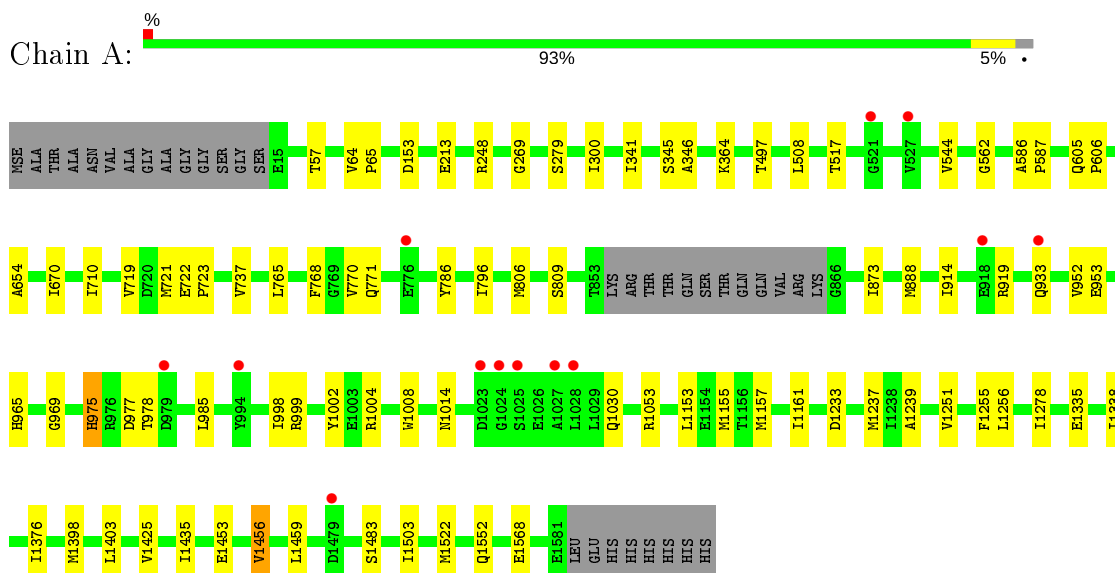 %
Chain A:
93% 5% •
MSE ALA THR ALA ALA ASN VAL ALA GLY ALA GLY GLY SER GLY SER E15 T57 V64 P65 D153 E213 R248 G269 S279 I300 I341 S345 A346 K364 T497 L508 T517 G521 V527 V544 G562 A586 P587 Q605 P606
A654 I670 I710 V719 D720 M721 E722 P723 V737 L765 F768 G769 V770 Q771 E776 Y786 I796 M806 S809 T853 LYS ARG THR THR GLN SER THR GLN GLN VAL ARG LYS G866 I873 M888 I914 E918 R919 Q933 V952 E953
H965 G969 H975 R976 D977 T978 D979 L985 Y994 I998 R999 Y1002 E1003 R1004 W1008 N1014 D1023 G1024 S1025 E1026 A1027 L1028 L1029 Q1030 R1053 L1153 E1154 M1155 T1156 M1157 I1161 D1233 M1237 I1238 A1239 V1251 F1255 L1256 I1278 E1335
I1376 M1398 L1403 V1425 I1435 E1453 V1456 L1459 D1479 S1483 I1503 M1522 Q1552 E1568 E1581 LEU GLU HIS HIS HIS HIS HIS HIS